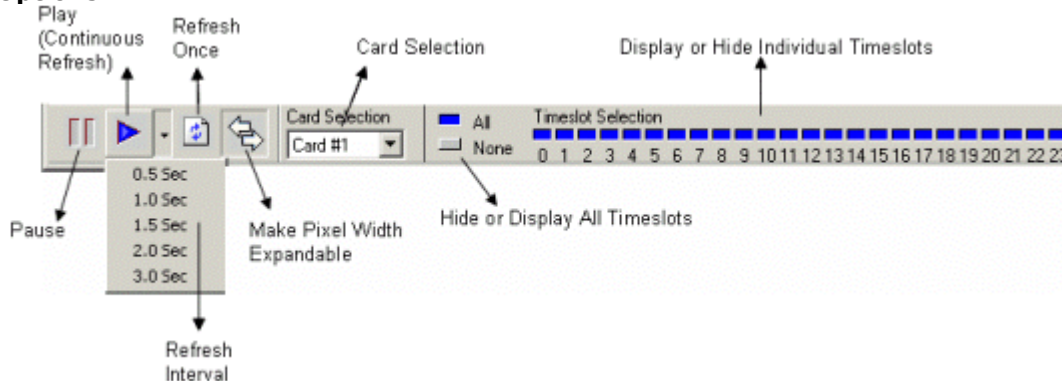 Play
(Continuous
Refresh)
Refresh
Once
Card Selection
Display or Hide Individual Timeslots
Card Selection
Card #1
All
None
Timeslot Selection
0 1 2 3 4 5 6 7 8 9 10 11 12 13 14 15 16 17 18 19 20 21 22 23
0.5 Sec
1.0 Sec
1.5 Sec
2.0 Sec
3.0 Sec
Pause
Make Pixel Width
Expandable
Hide or Display All Timeslots
Refresh
Interval